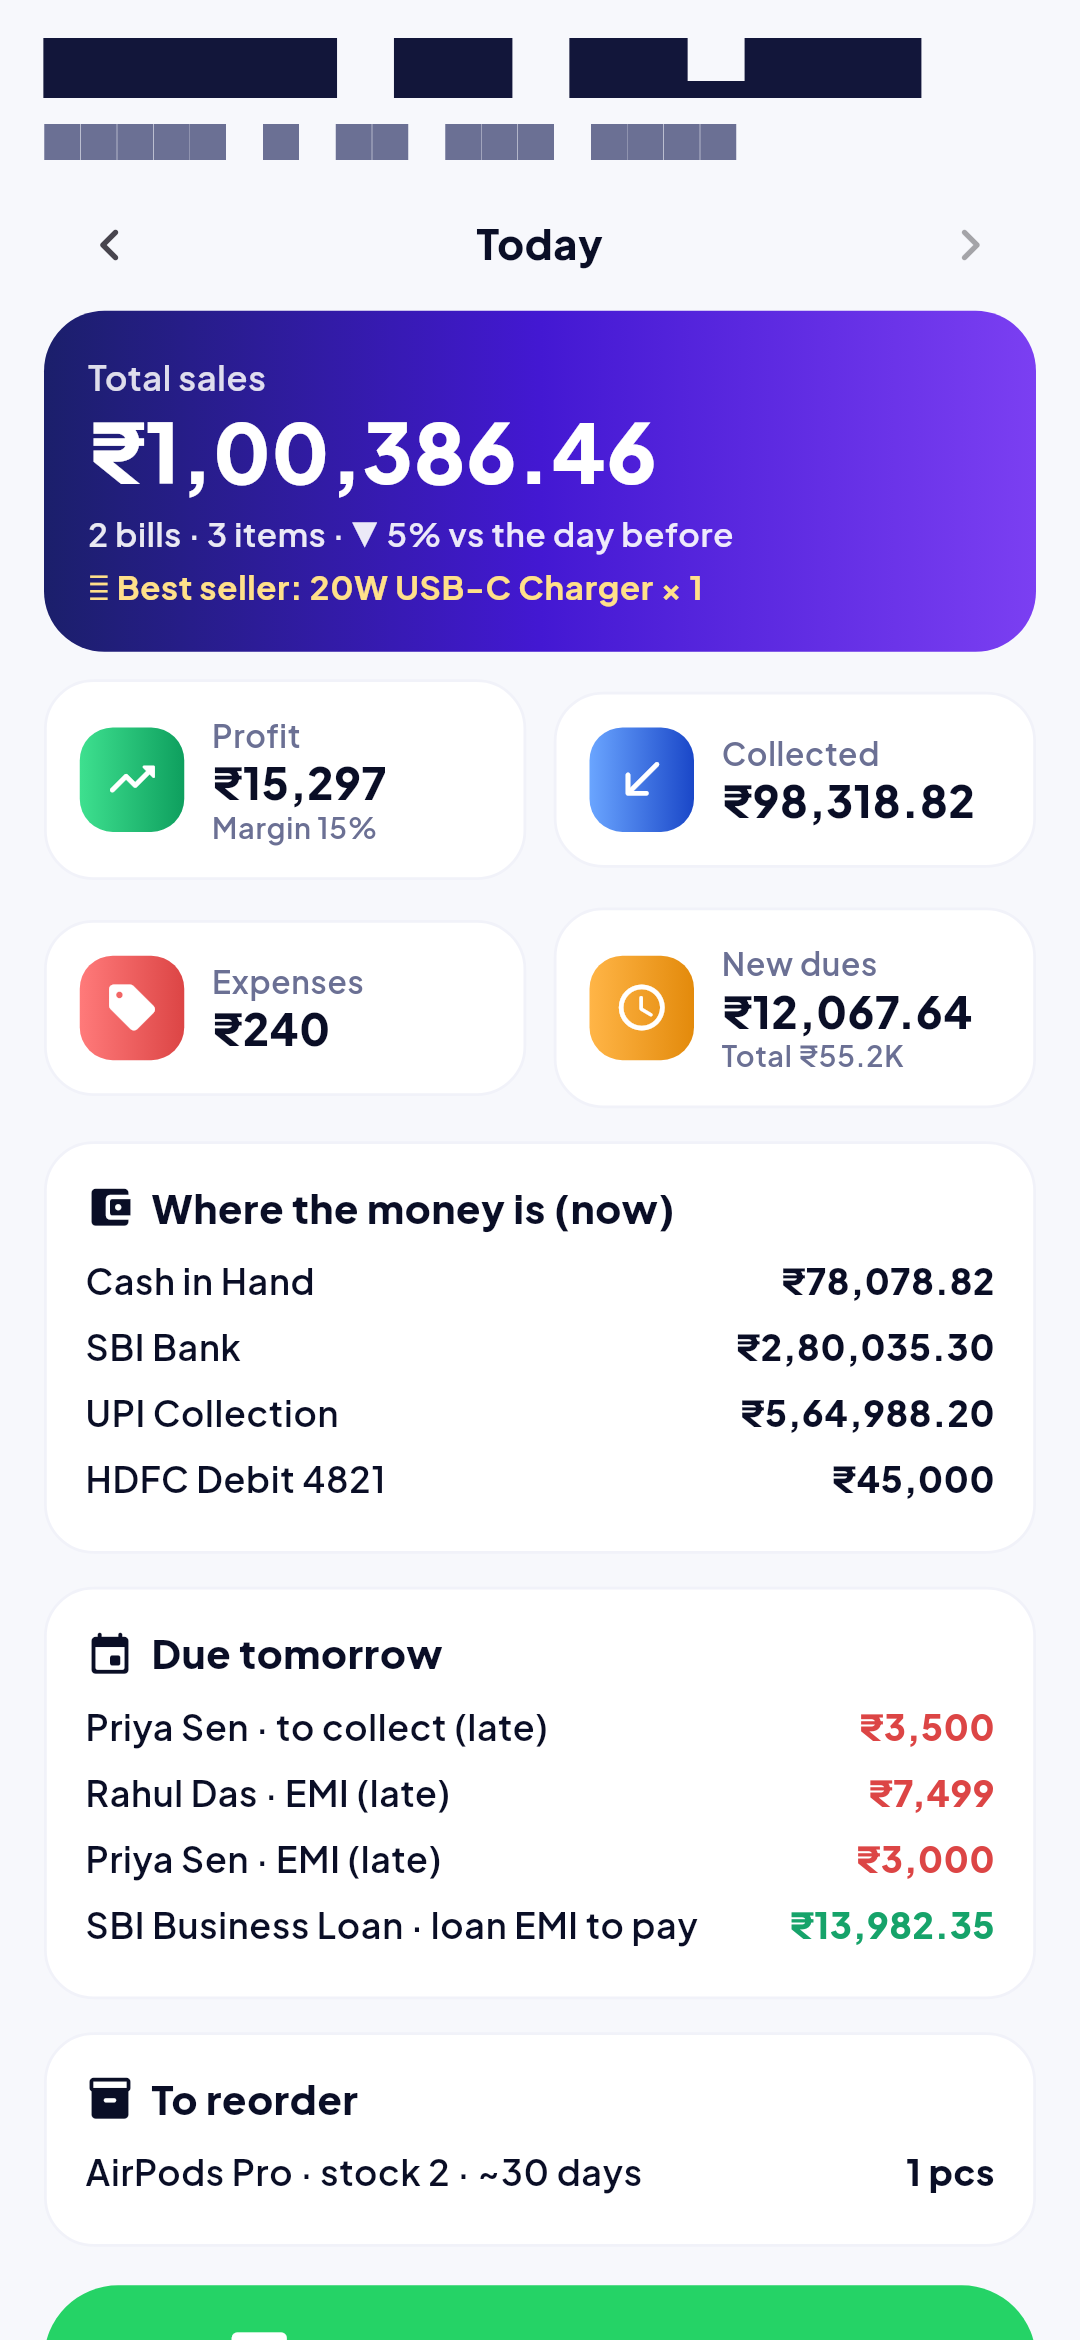 Today
Total sales
₹1,00,386.46
2 bills · 3 items · ▼ 5% vs the day before
Best seller: 20W USB-C Charger × 1
Profit
₹15,297
Margin 15%
Collected
₹98,318.82
Expenses
₹240
New dues
₹12,067.64
Total ₹55.2K
Where the money is (now)
Cash in Hand ₹78,078.82
SBI Bank ₹2,80,035.30
UPI Collection ₹5,64,988.20
HDFC Debit 4821 ₹45,000
Due tomorrow
Priya Sen · to collect (late) ₹3,500
Rahul Das · EMI (late) ₹7,499
Priya Sen · EMI (late) ₹3,000
SBI Business Loan · loan EMI to pay ₹13,982.35
To reorder
AirPods Pro · stock 2 · ~30 days 1 pcs